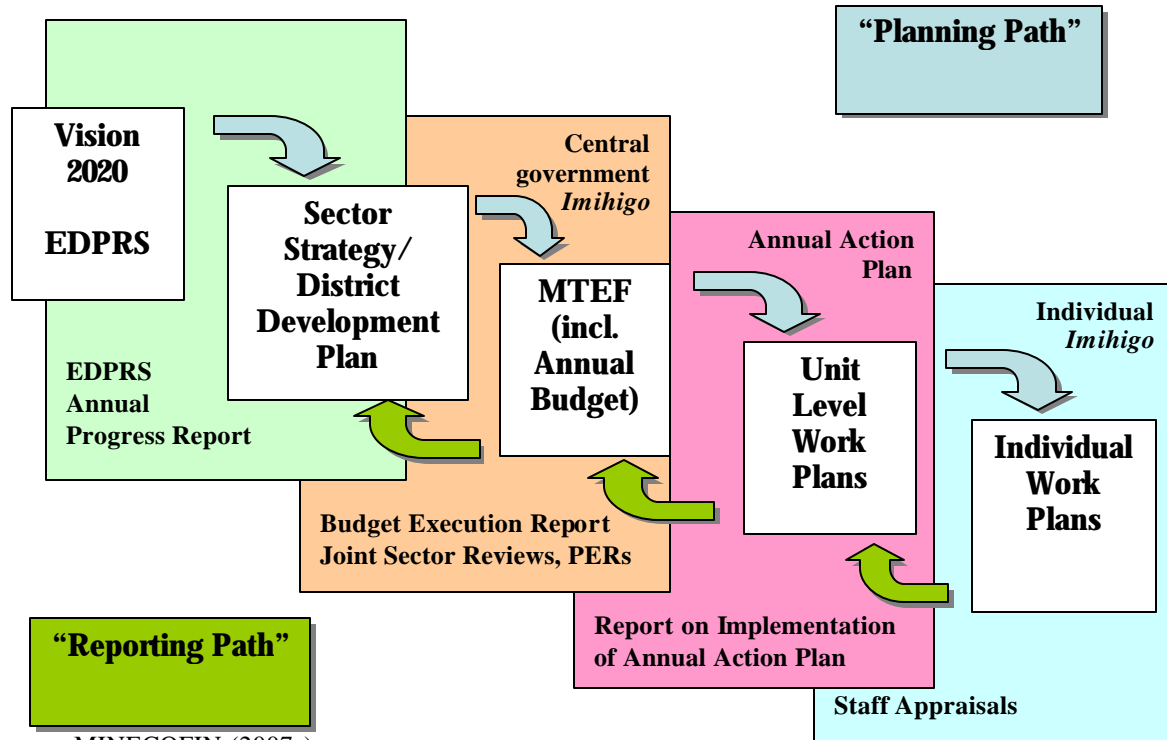 “Planning Path”
Vision
2020
EDPRS
Sector
Strategy/
District
Development
Plan
EDPRS
Annual
Progress Report
Central
government
Imihigo
MTEF
(incl.
Annual
Budget)
Budget Execution Report
Joint Sector Reviews, PERs
Annual Action
Plan
Unit
Level
Work
Plans
Report on Implementation
of Annual Action Plan
Individual
Imihigo
Individual
Work
Plans
Staff Appraisals
“Reporting Path”
MINECOFIN (2007